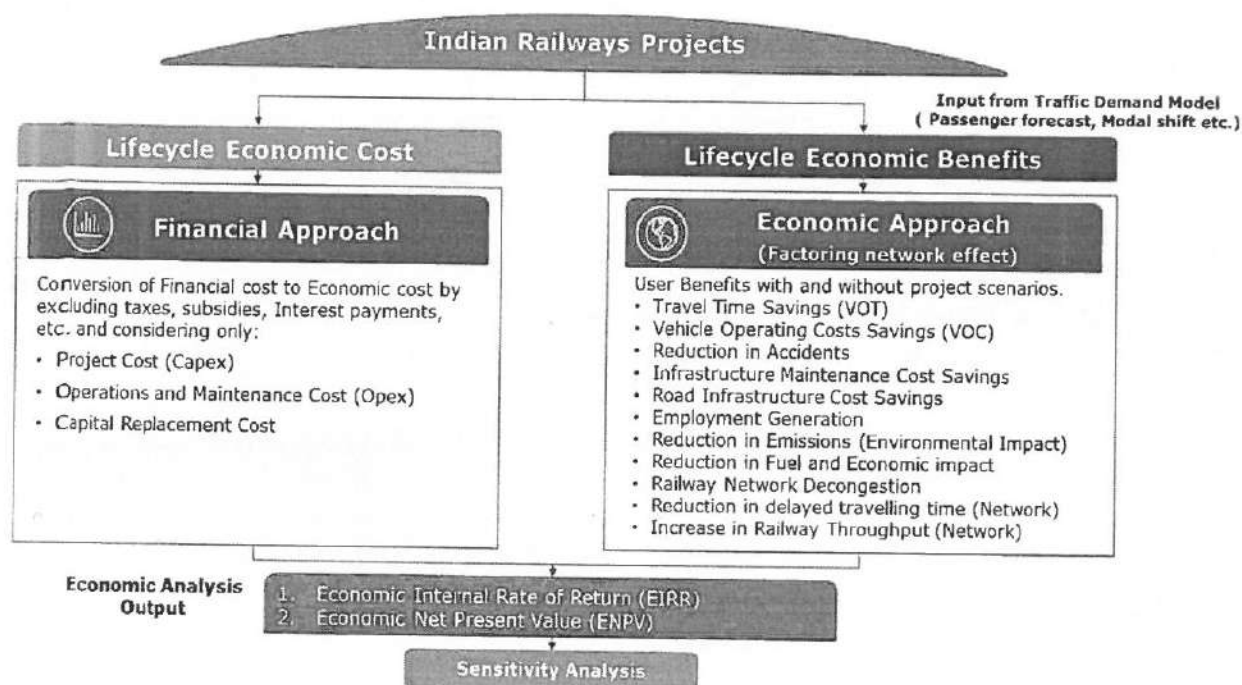 Indian Railways Projects
Input from Traffic Demand Model
( Passenger forecast, Modal shift etc.)
Lifecycle Economic Cost
Financial Approach
Conversion of Financial cost to Economic cost by
excluding taxes, subsidies, Interest payments,
etc. and considering only:
• Project Cost (Capex)
• Operations and Maintenance Cost (Opex)
• Capital Replacement Cost
Lifecycle Economic Benefits
Economic Approach
(Factoring network effect)
User Benefits with and without project scenarios.
• Travel Time Savings (VOT)
• Vehicle Operating Costs Savings (VOC)
• Reduction in Accidents
• Infrastructure Maintenance Cost Savings
• Road Infrastructure Cost Savings
• Employment Generation
• Reduction in Emissions (Environmental Impact)
• Reduction in Fuel and Economic impact
• Railway Network Decongestion
• Reduction in delayed travelling time (Network)
• Increase in Railway Throughput (Network)
Economic Analysis
Output
1. Economic Internal Rate of Return (EIRR)
2. Economic Net Present Value (ENPV)
Sensitivity Analysis